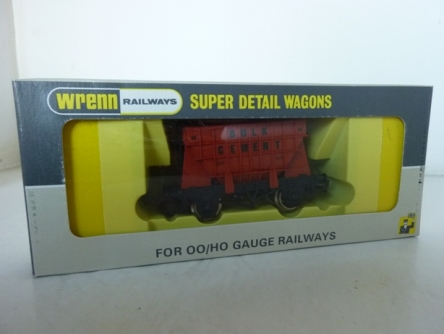 wrenn RAILWAYS SUPER DETAIL WAGONS
BULK
CEMENT
FOR OO/HO GAUGE RAILWAYS